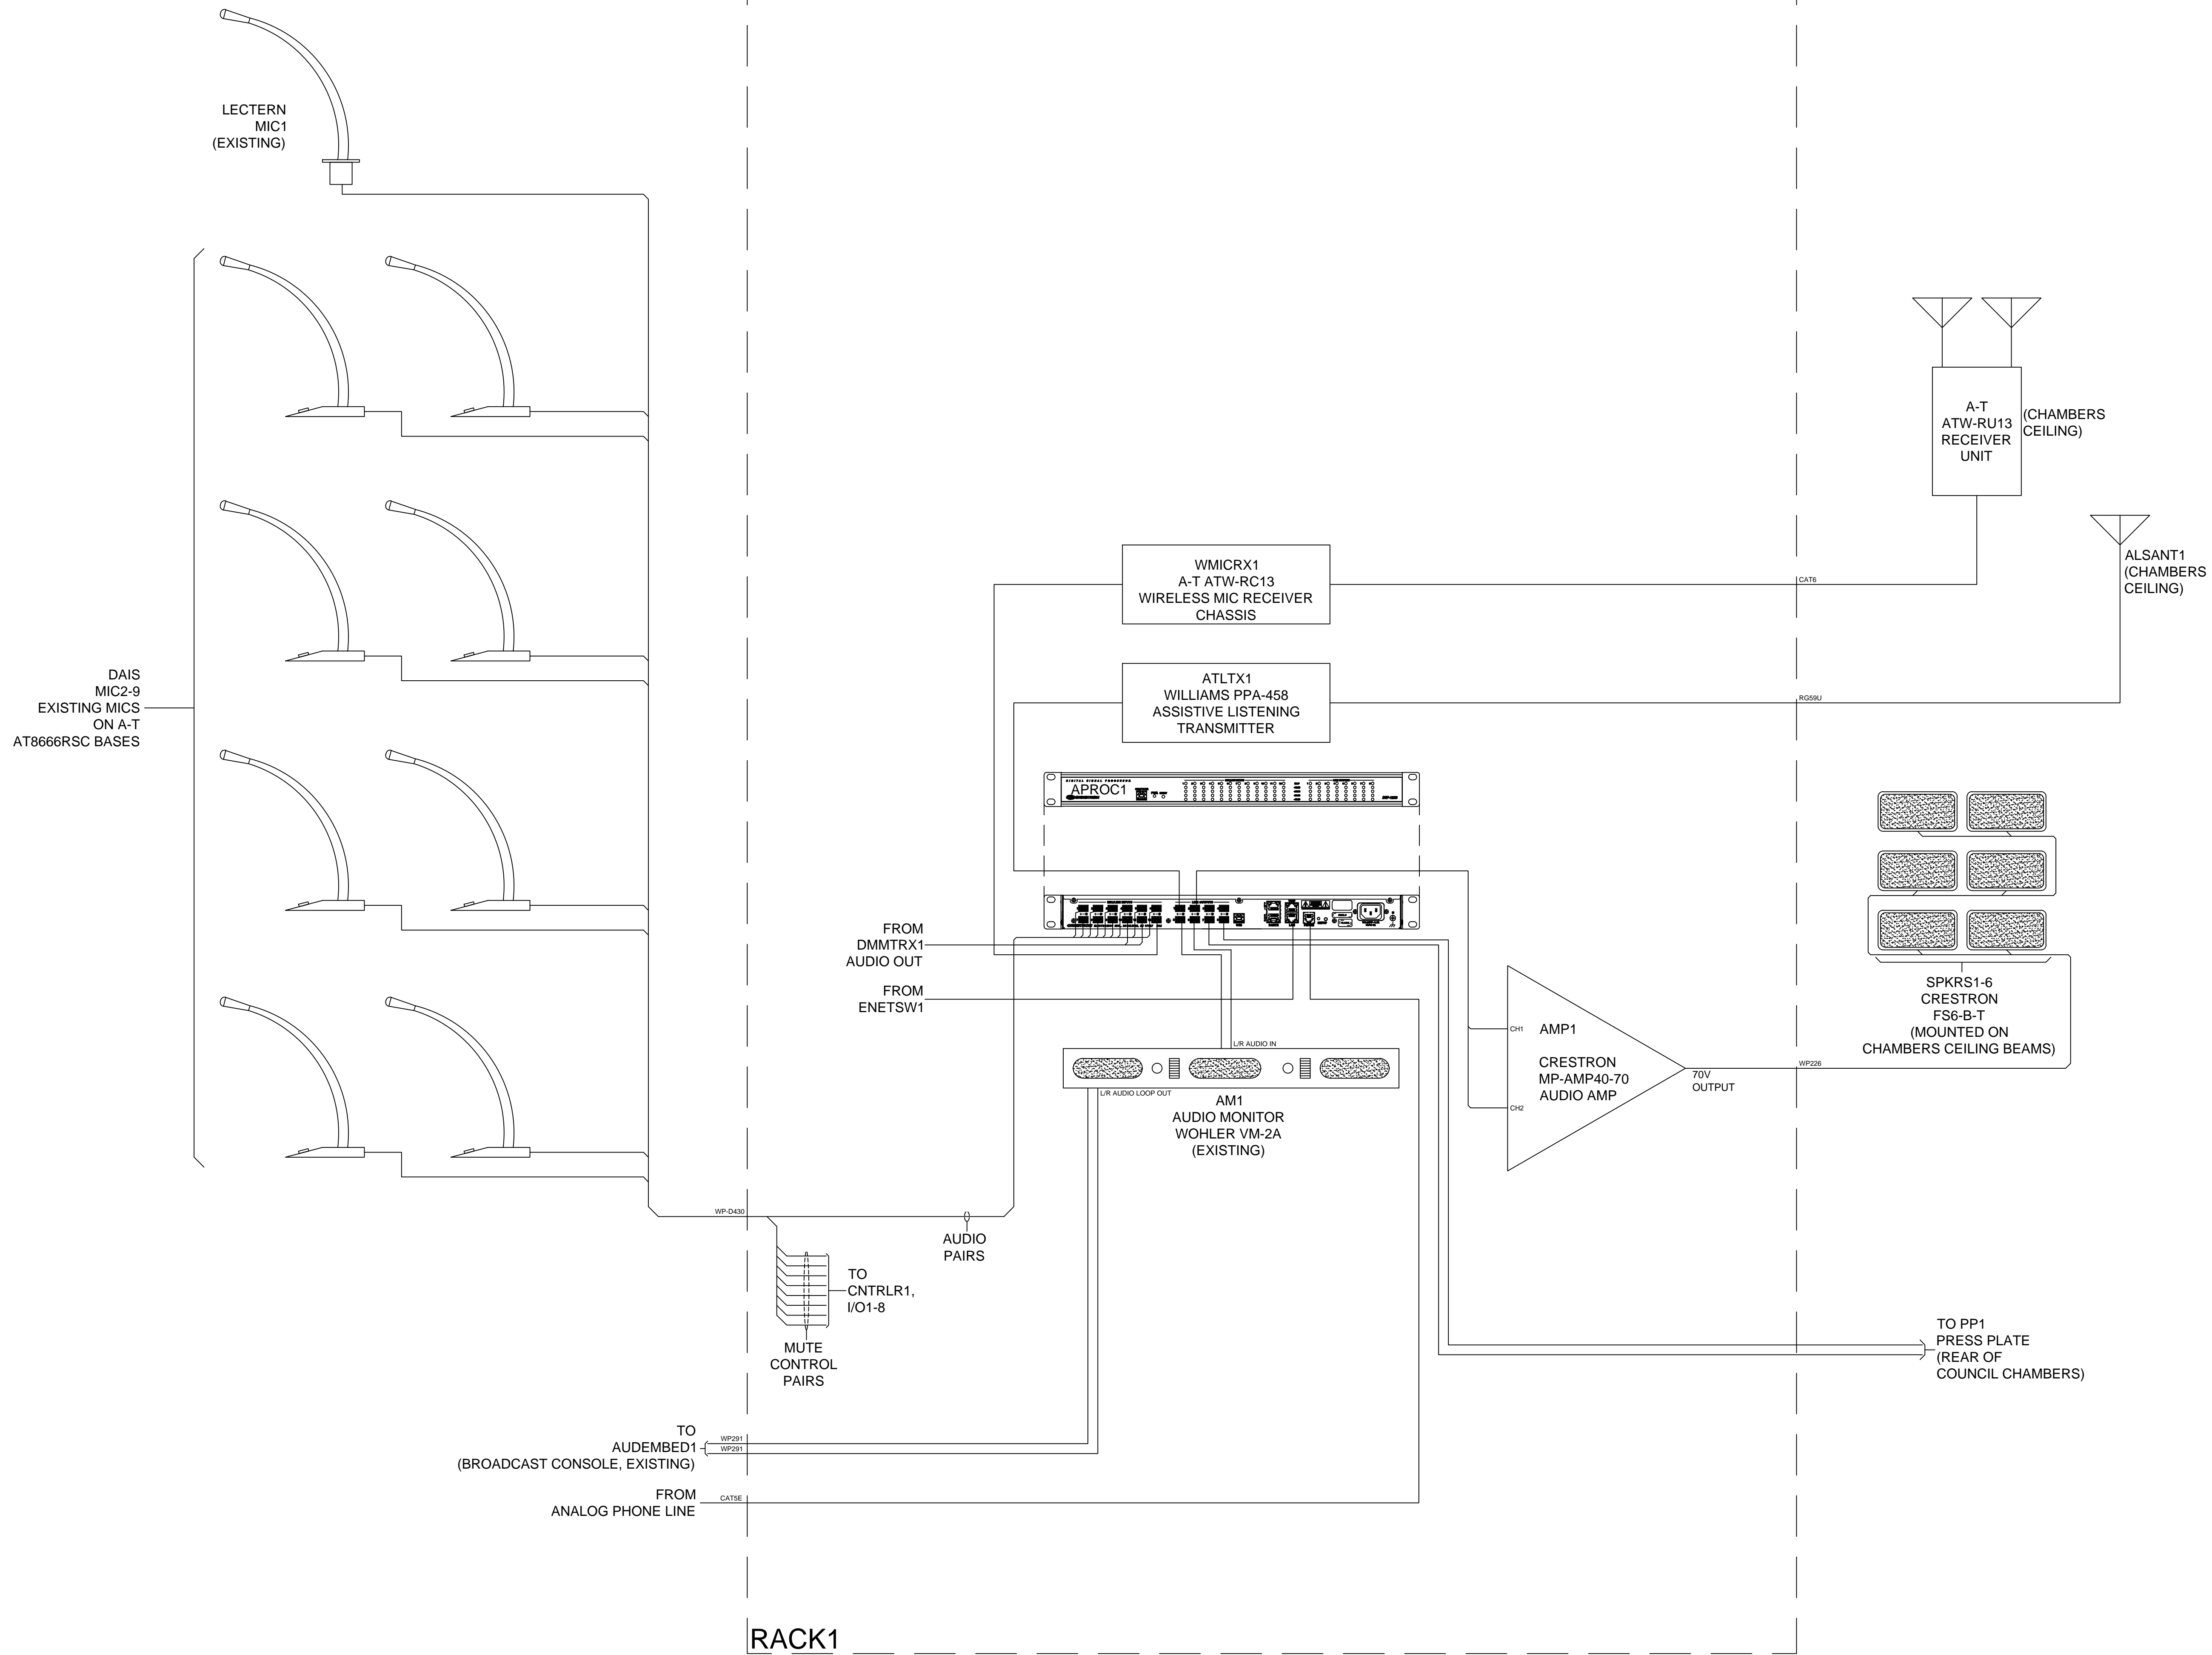 LECTERN
MIC1
(EXISTING)
DAIS
MIC2-9
EXISTING MICS
ON A-T
AT8666RSC BASES
A-T
ATW-RU13
RECEIVER
UNIT
(CHAMBERS
CEILING)
ALSANT1
(CHAMBERS
CEILING)
WMICRX1
A-T ATW-RC13
WIRELESS MIC RECEIVER
CHASSIS
CAT6
ATLTX1
WILLIAMS PPA-458
ASSISTIVE LISTENING
TRANSMITTER
RG59U
DIGITAL SIGNAL PROCESSOR
APROC1
FROM
DMMTRX1
AUDIO OUT
FROM
ENETSW1
L/R AUDIO IN
L/R AUDIO LOOP OUT
AM1
AUDIO MONITOR
WOHLER VM-2A
(EXISTING)
CH1
AMP1
CRESTRON
MP-AMP40-70
AUDIO AMP
CH2
70V
OUTPUT
WP226
SPKRS1-6
CRESTRON
FS6-B-T
(MOUNTED ON
CHAMBERS CEILING BEAMS)
WP-D430
AUDIO
PAIRS
TO
CNTRLR1,
I/O1-8
MUTE
CONTROL
PAIRS
TO PP1
PRESS PLATE
(REAR OF
COUNCIL CHAMBERS)
TO
AUDEMBED1
(BROADCAST CONSOLE, EXISTING)
WP291
WP291
FROM
ANALOG PHONE LINE
CAT5E
RACK1